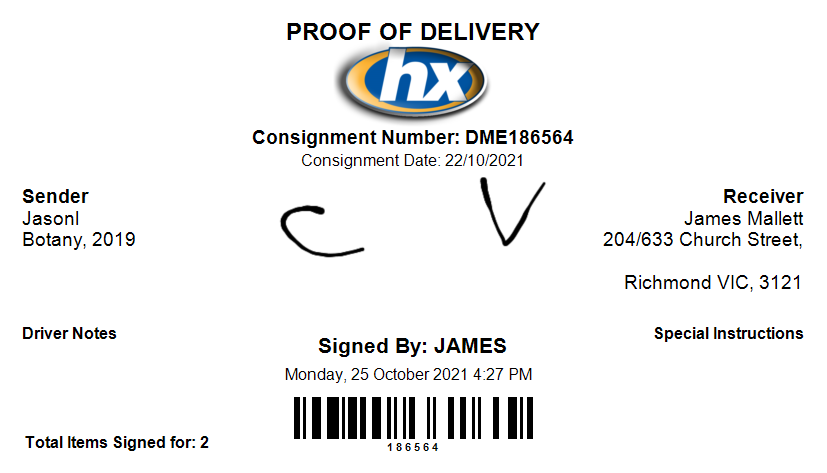 PROOF OF DELIVERY
hx
Consignment Number: DME186564
Consignment Date: 22/10/2021
Sender
JasonI
Botany, 2019
C V
Receiver
James Mallett
204/633 Church Street,
Richmond VIC, 3121
Driver Notes
Special Instructions
Signed By: JAMES
Monday, 25 October 2021 4:27 PM
186564
Total Items Signed for: 2